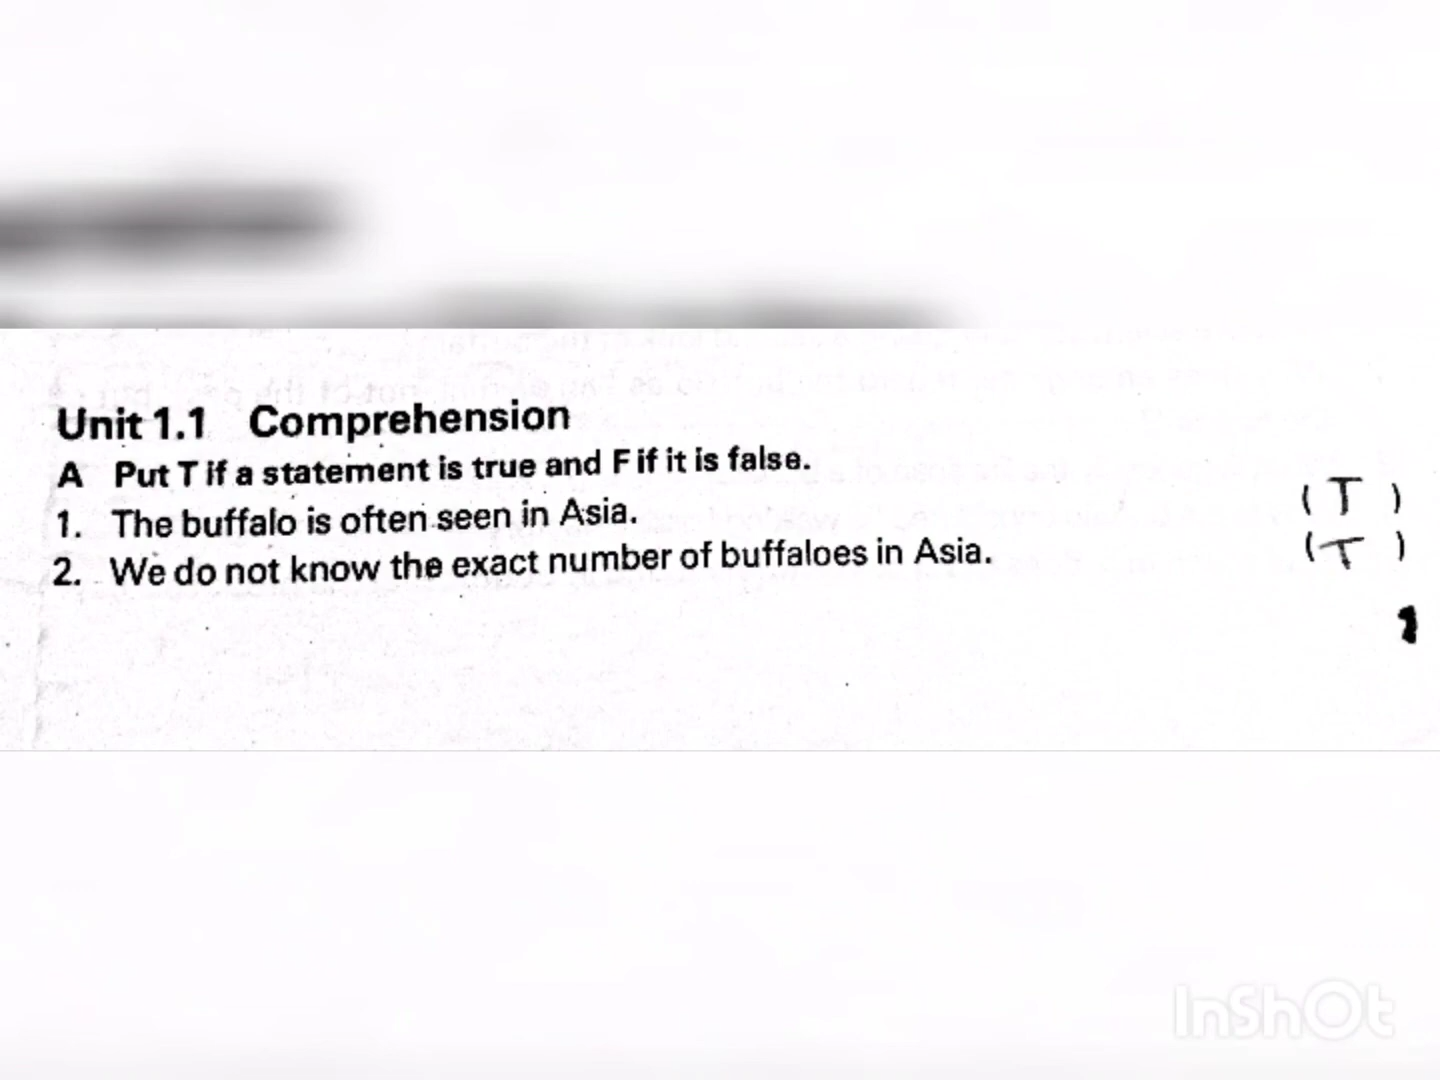 Unit 1.1 Comprehension
A Put T if a statement is true and F if it is false.
1. The buffalo is often seen in Asia. ( T )
2. We do not know the exact number of buffaloes in Asia. ( T )
1
InShOt